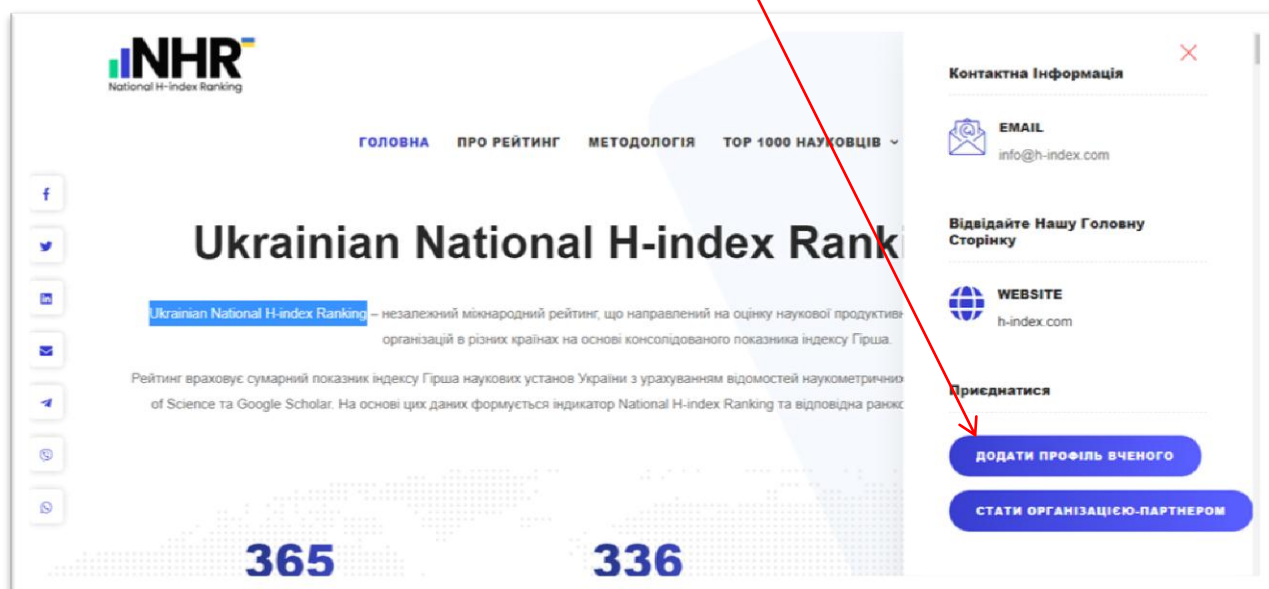 NHR
National H-index Ranking
ГОЛОВНА ПРО РЕЙТИНГ МЕТОДОЛОГІЯ TOP 1000 НАУКОВЦІВ
Ukrainian National H-index Ranki
Ukrainian National H-index Ranking – незалежний міжнародний рейтинг, що направлений на оцінку наукової продуктивн
організацій в різних країнах на основі консолідованого показника індексу Гірша.
Рейтинг враховує сумарний показник індексу Гірша наукових установ України з урахуванням відомостей наукометричних
of Science та Google Scholar. На основі цих даних формується індикатор National H-index Ranking та відповідна ранжо
365
336
Контактна Інформація
EMAIL
info@h-index.com
Відвідайте Нашу Головну
Сторінку
WEBSITE
h-index.com
Приєднатися
ДОДАТИ ПРОФІЛЬ ВЧЕНОГО
СТАТИ ОРГАНІЗАЦІЄЮ-ПАРТНЕРОМ